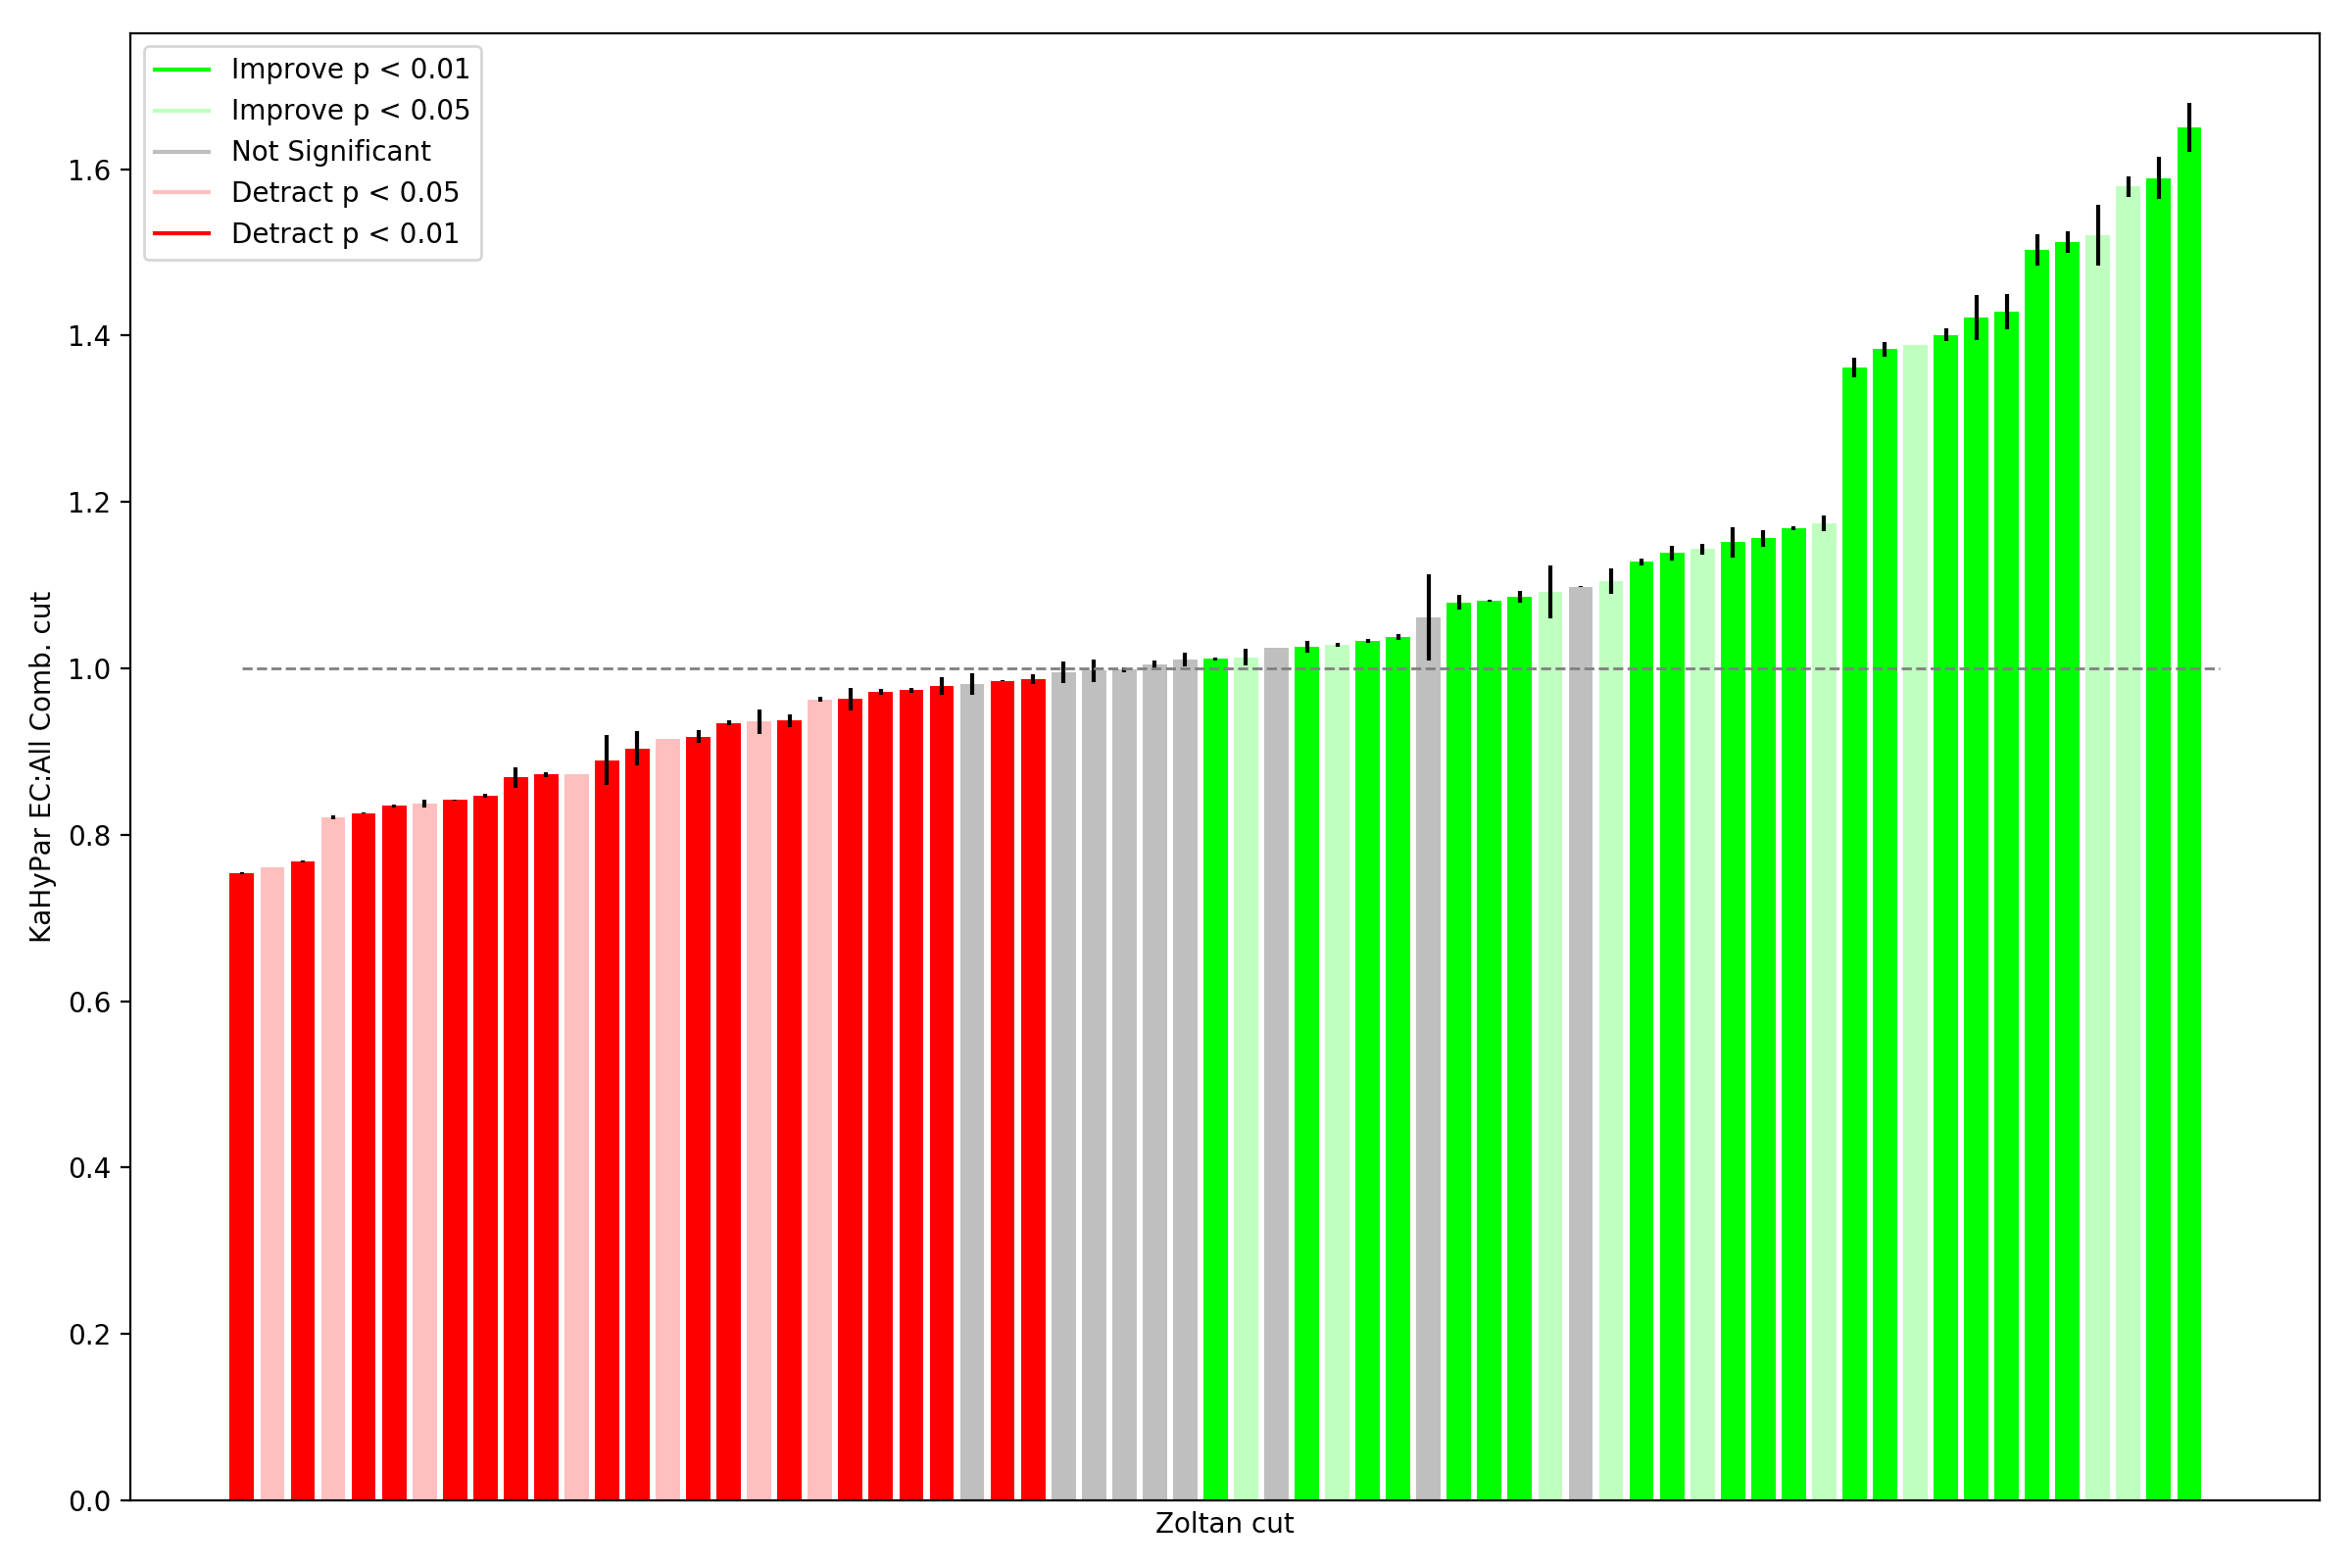 Improve p < 0.01
Improve p < 0.05
Not Significant
Detract p < 0.05
Detract p < 0.01
1.6
1.4
1.2
1.0
0.8
0.6
0.4
0.2
0.0
KaHyPar EC:All Comb. cut
Zoltan cut